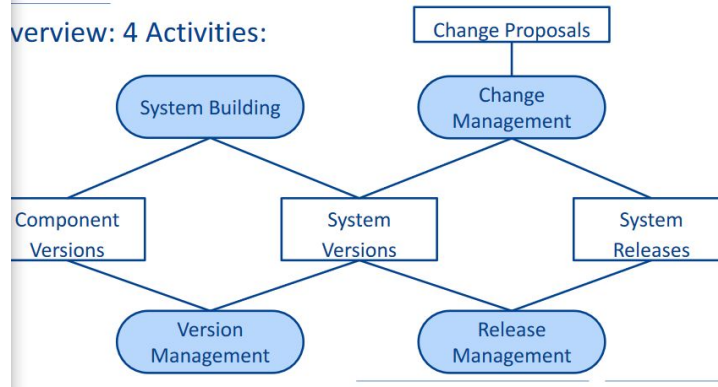 verview: 4 Activities:
Change Proposals
System Building
Change
Management
Component
Versions
System
Versions
System
Releases
Version
Management
Release
Management